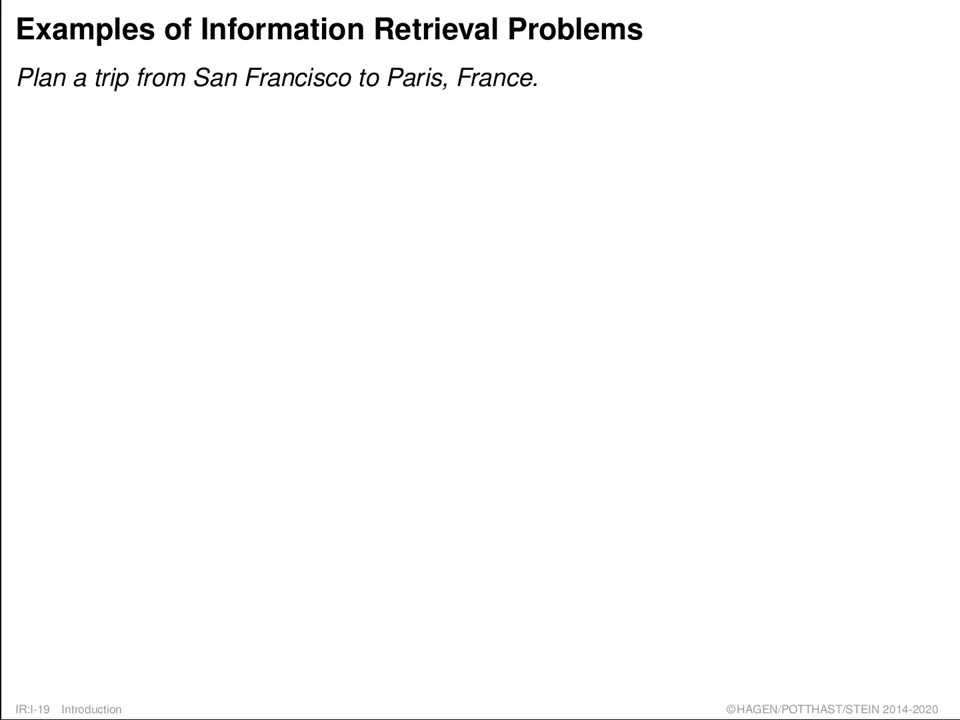 Examples of Information Retrieval Problems
Plan a trip from San Francisco to Paris, France.
IR:I-19 Introduction
©HAGEN/POTTHAST/STEIN 2014-2020